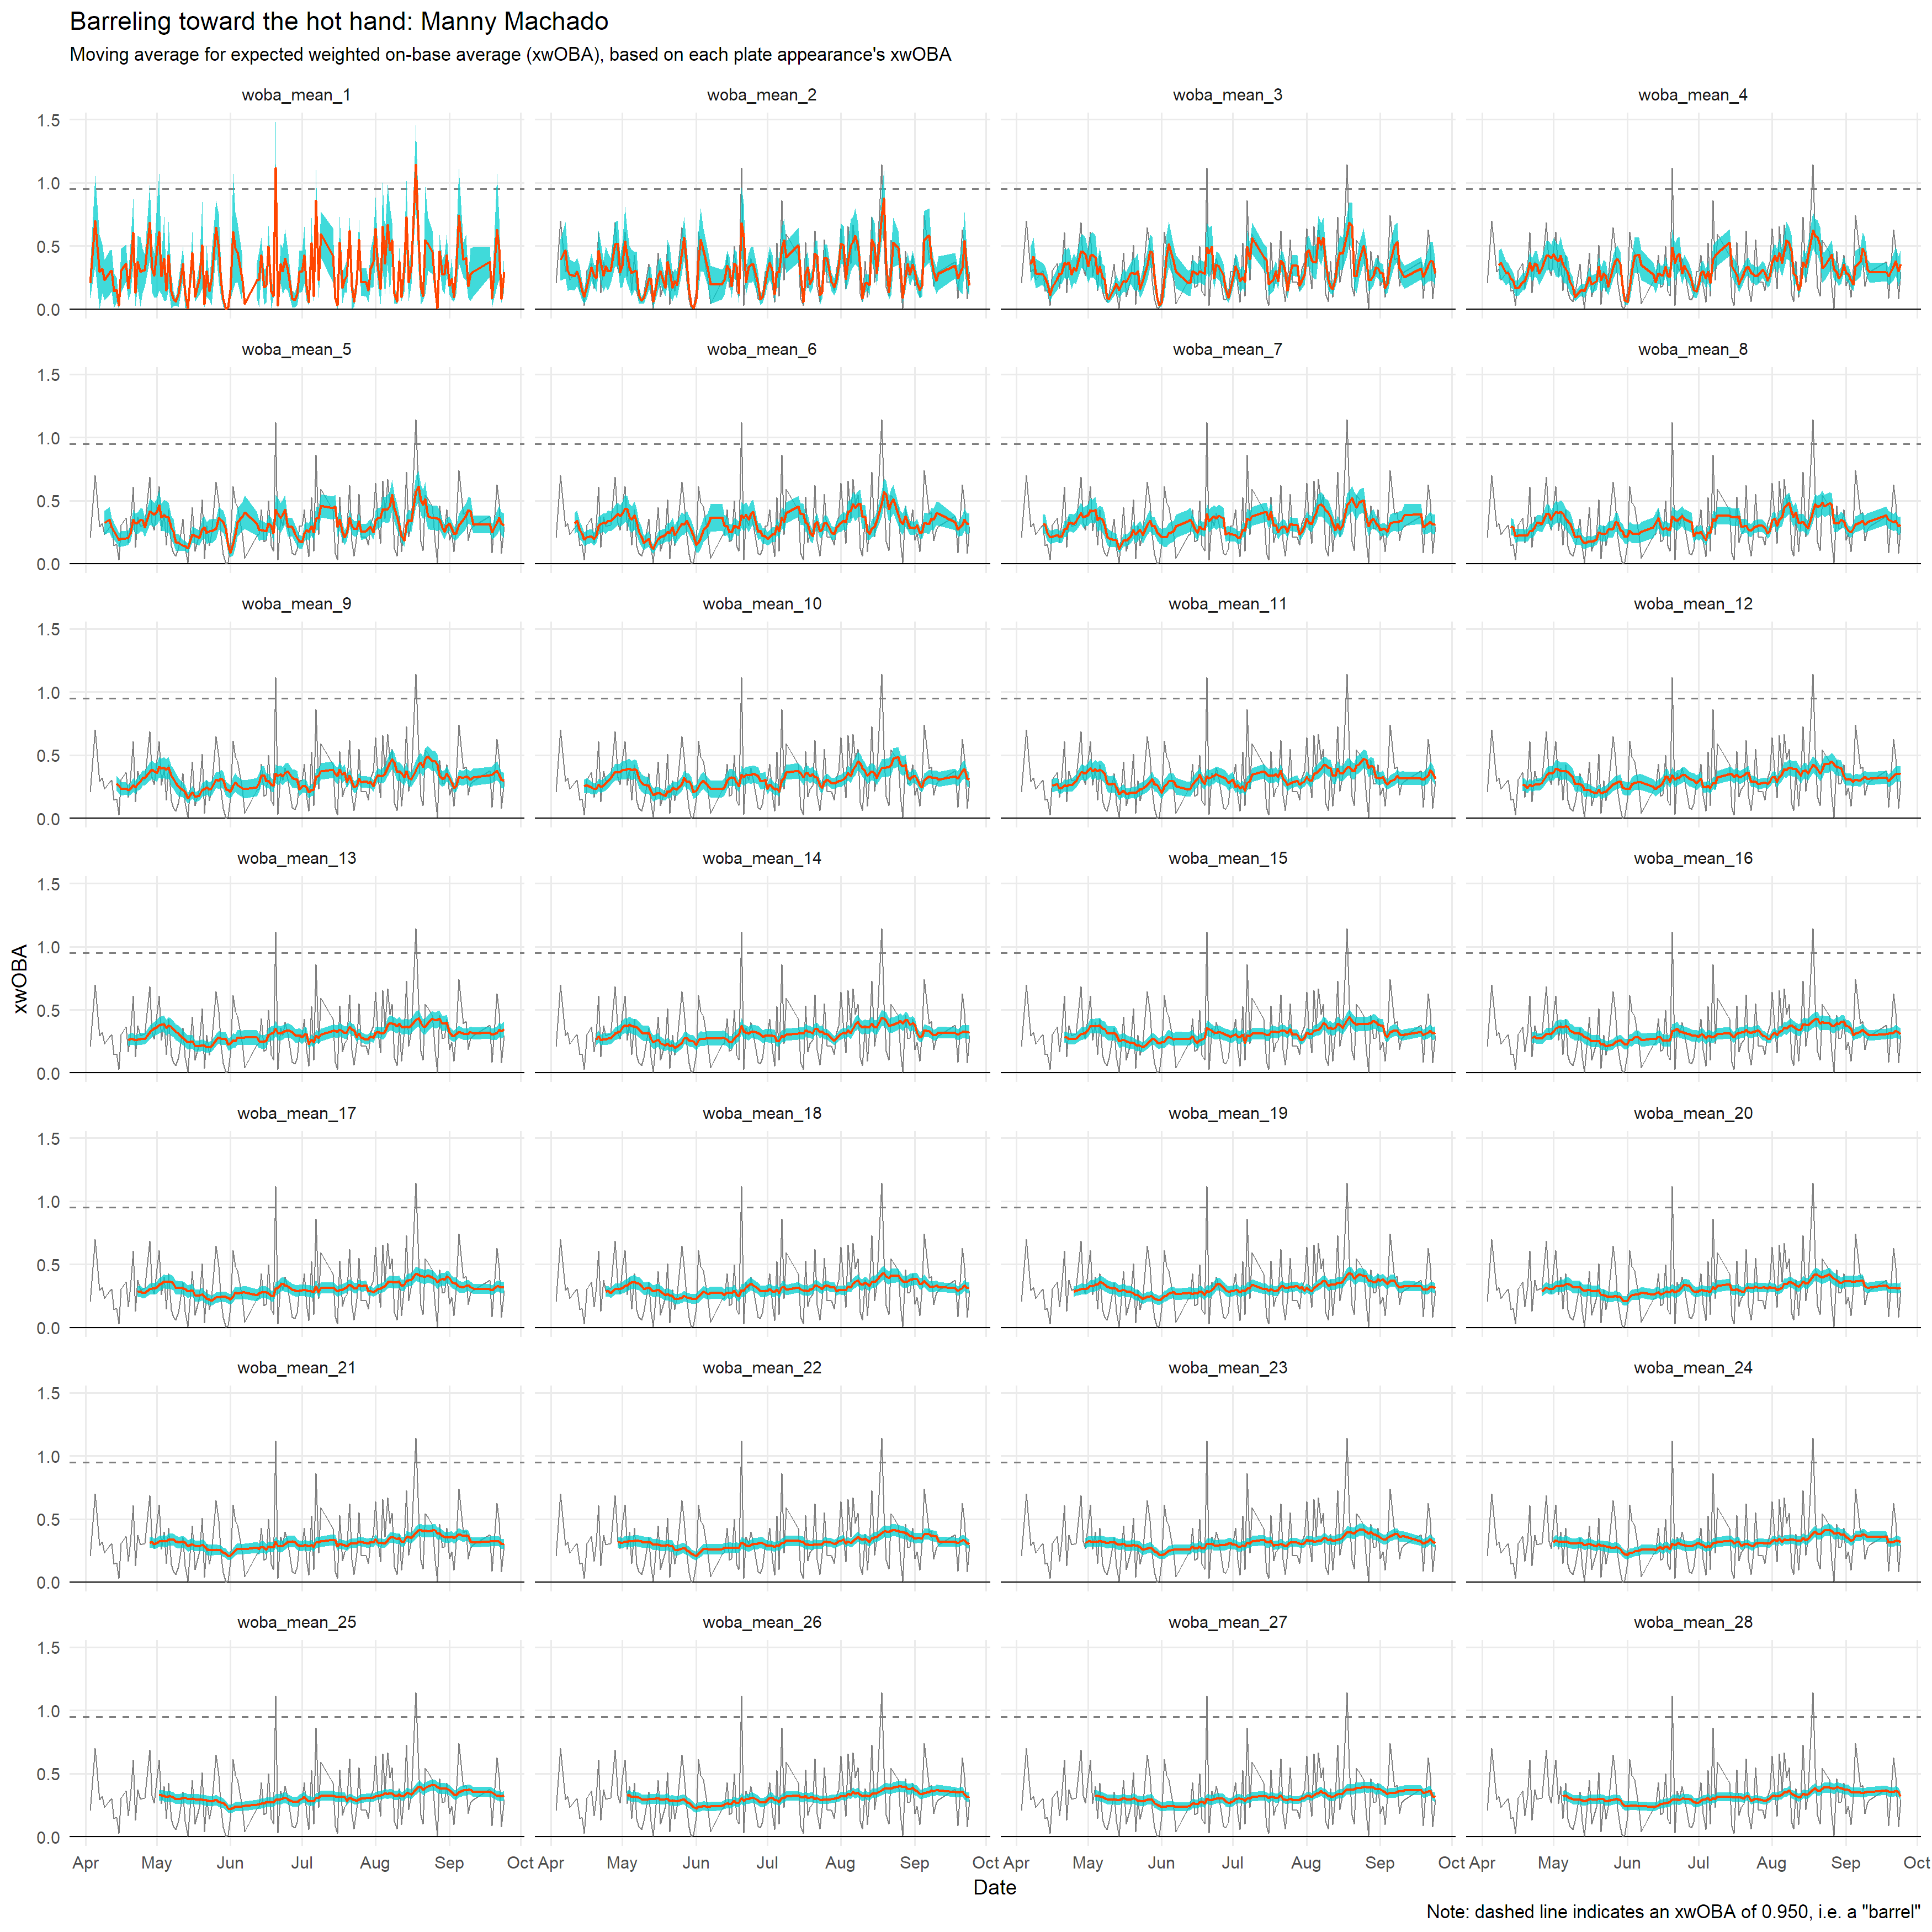 Barreling toward the hot hand: Manny Machado
Moving average for expected weighted on-base average (xwOBA), based on each plate appearance's xwOBA
woba_mean_1 woba_mean_2 woba_mean_3 woba_mean_4
1.5
1.0
0.5
0.0
woba_mean_5 woba_mean_6 woba_mean_7 woba_mean_8
1.5
1.0
0.5
0.0
woba_mean_9 woba_mean_10 woba_mean_11 woba_mean_12
1.5
1.0
0.5
0.0
woba_mean_13 woba_mean_14 woba_mean_15 woba_mean_16
1.5
1.0
0.5
0.0
xwOBA
woba_mean_17 woba_mean_18 woba_mean_19 woba_mean_20
1.5
1.0
0.5
0.0
woba_mean_21 woba_mean_22 woba_mean_23 woba_mean_24
1.5
1.0
0.5
0.0
woba_mean_25 woba_mean_26 woba_mean_27 woba_mean_28
1.5
1.0
0.5
0.0
Apr May Jun Jul Aug Sep Oct Apr May Jun Jul Aug Sep Oct Apr May Jun Jul Aug Sep Oct Apr May Jun Jul Aug Sep Oct
Date
Note: dashed line indicates an xwOBA of 0.950, i.e. a "barrel"